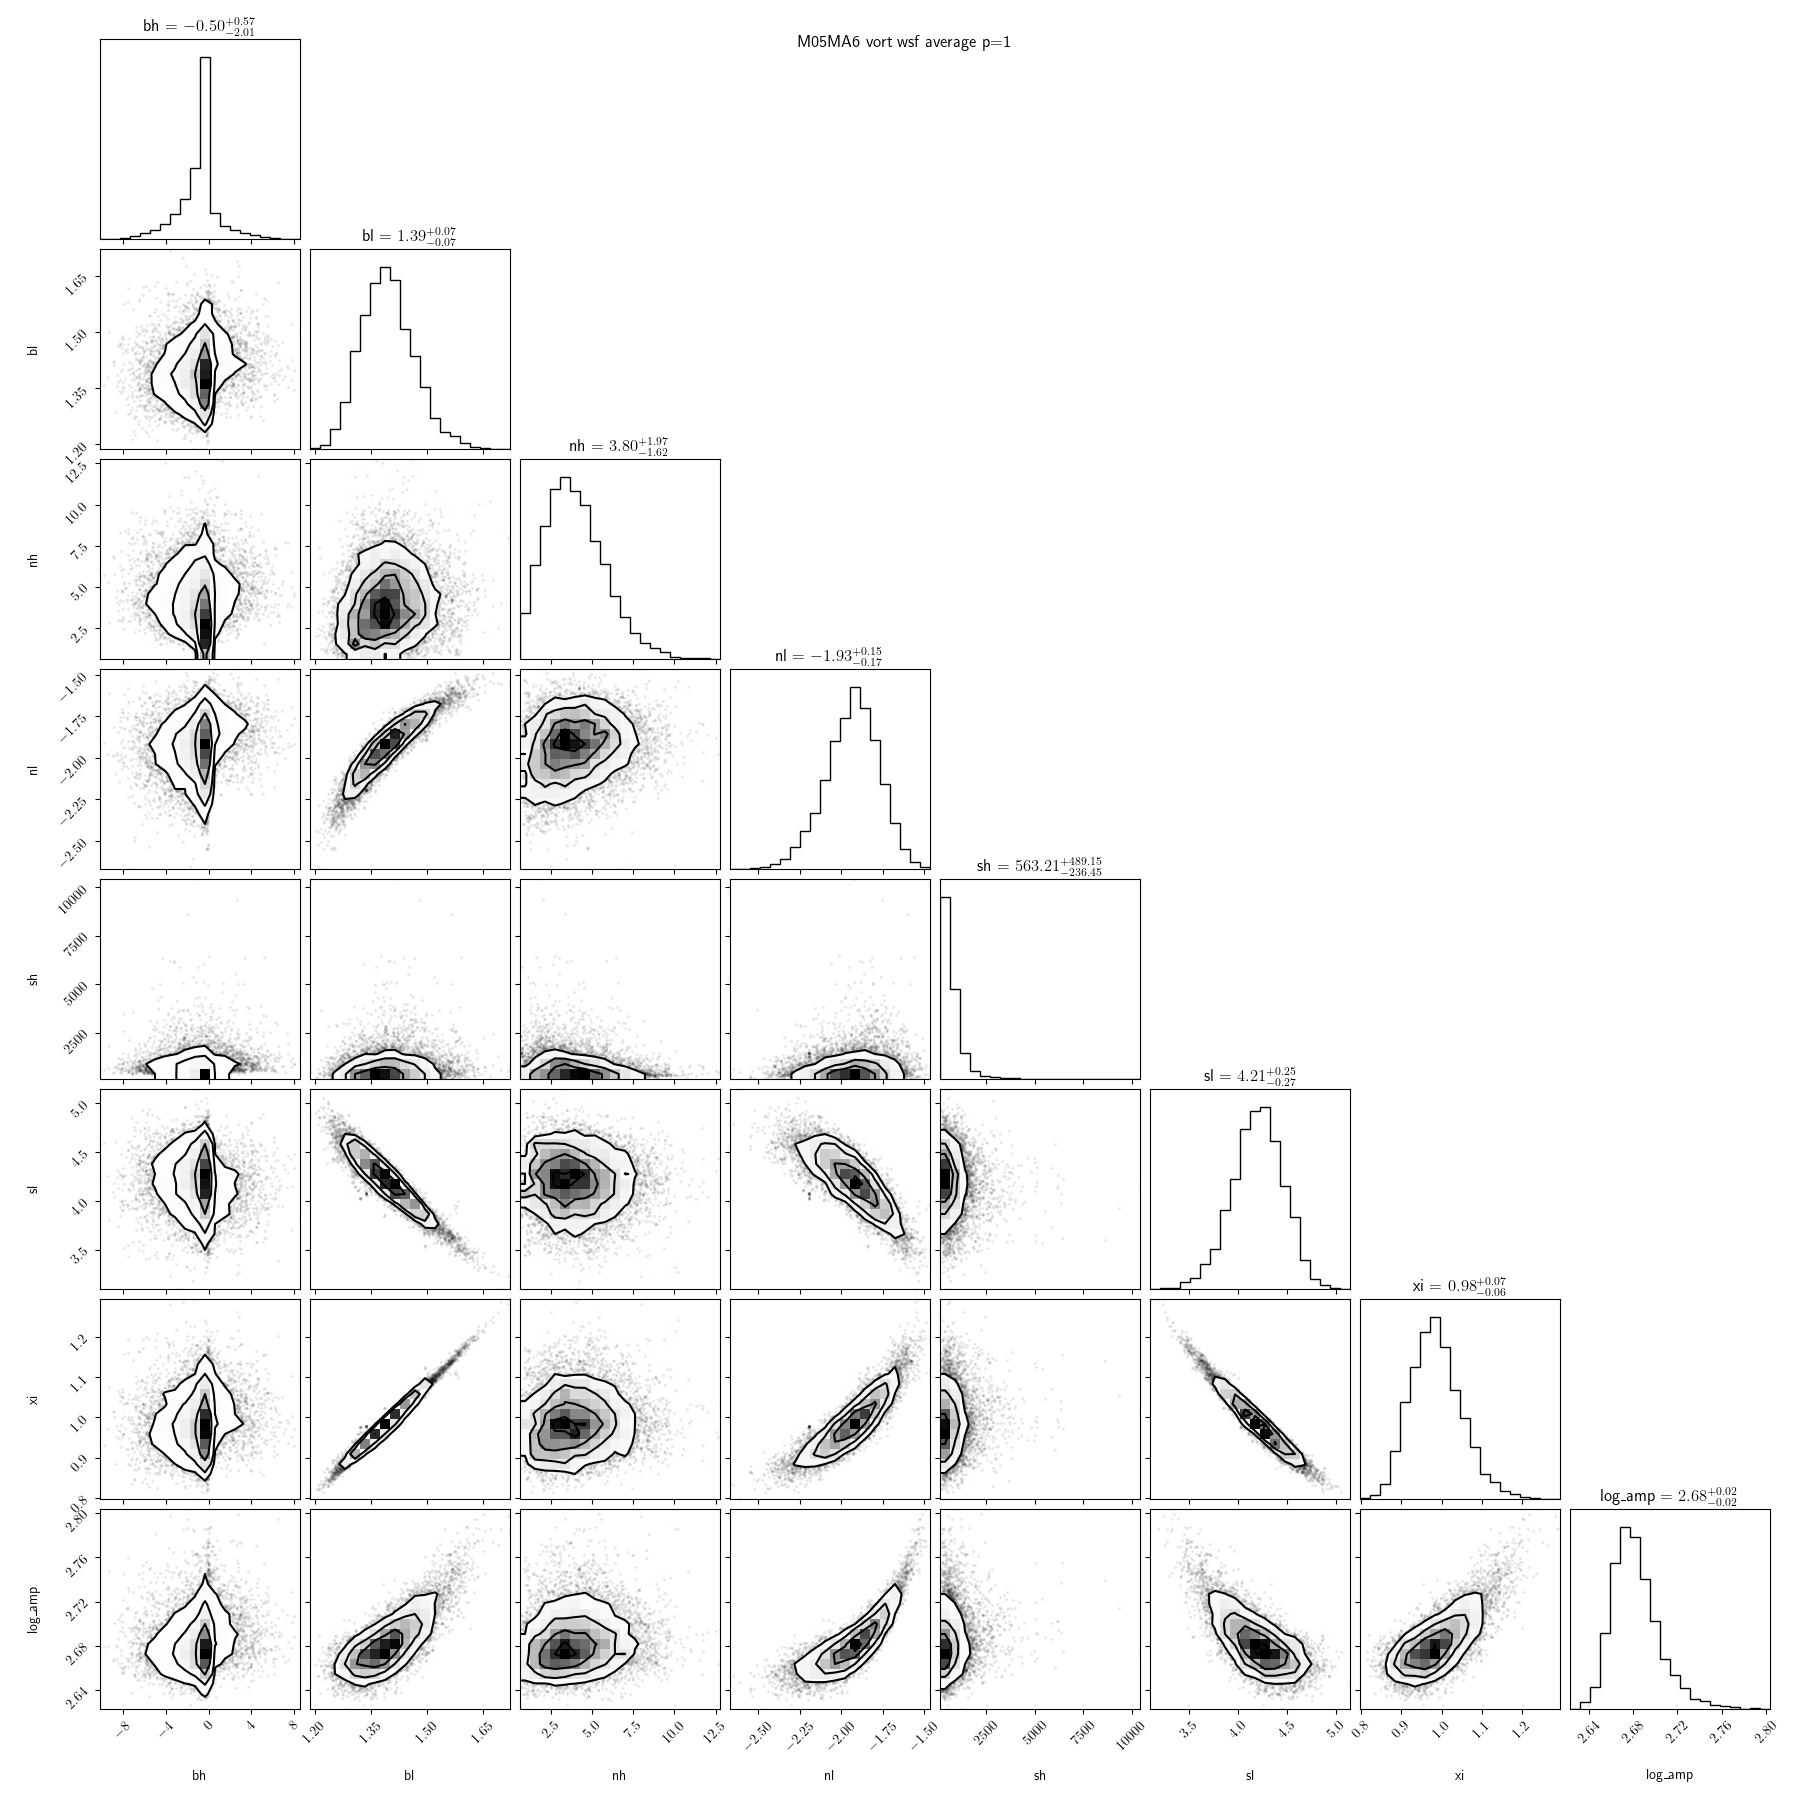 bh = −0.50+0.57−2.01
M05MA6 vort wsf average p=1
bl = 1.39+0.07−0.07
bl
1.65
1.50
1.35
1.20
nh = 3.80+1.97−1.62
nh
12.5
10.0
7.5
5.0
2.5
nl = −1.93+0.15−0.17
nl
−1.50
−1.75
−2.00
−2.25
−2.50
sh = 563.21+489.15−236.45
sh
10000
7500
5000
2500
sl = 4.21+0.25−0.27
sl
5.0
4.5
4.0
3.5
xi = 0.98+0.07−0.06
xi
1.2
1.1
1.0
0.9
0.8
log_amp = 2.68+0.02−0.02
log_amp
2.80
2.76
2.72
2.68
2.64
−8 −4 0 4 8 1.20 1.35 1.50 1.65 2.5 5.0 7.5 10.0 12.5 −2.50 −2.25 −2.00 −1.75 −1.50 2500 5000 7500 10000 3.5 4.0 4.5 5.0 0.8 0.9 1.0 1.1 1.2 2.64 2.68 2.72 2.76 2.80
bh bl nh nl sh sl xi log_amp